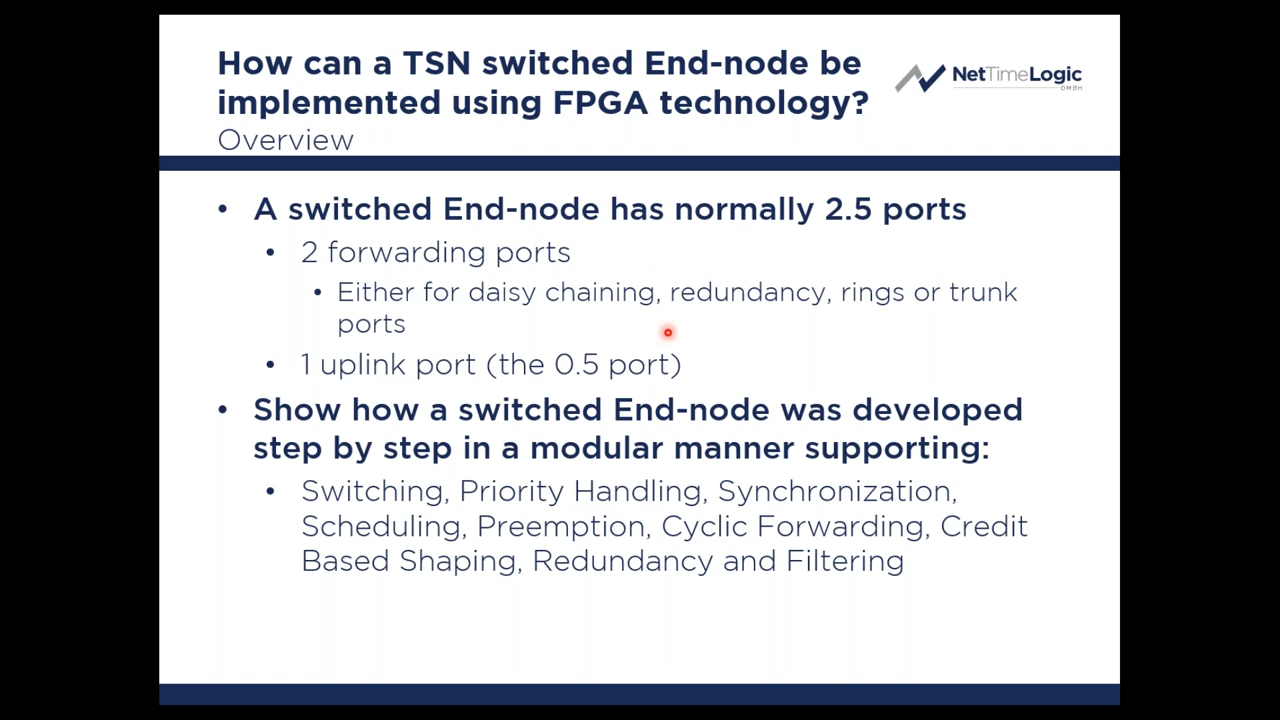 How can a TSN switched End-node be
implemented using FPGA technology?
Overview
NetTimeLogic
GMBH
• A switched End-node has normally 2.5 ports
• 2 forwarding ports
• Either for daisy chaining, redundancy, rings or trunk
ports
• 1 uplink port (the 0.5 port)
• Show how a switched End-node was developed
step by step in a modular manner supporting:
• Switching, Priority Handling, Synchronization,
Scheduling, Preemption, Cyclic Forwarding, Credit
Based Shaping, Redundancy and Filtering